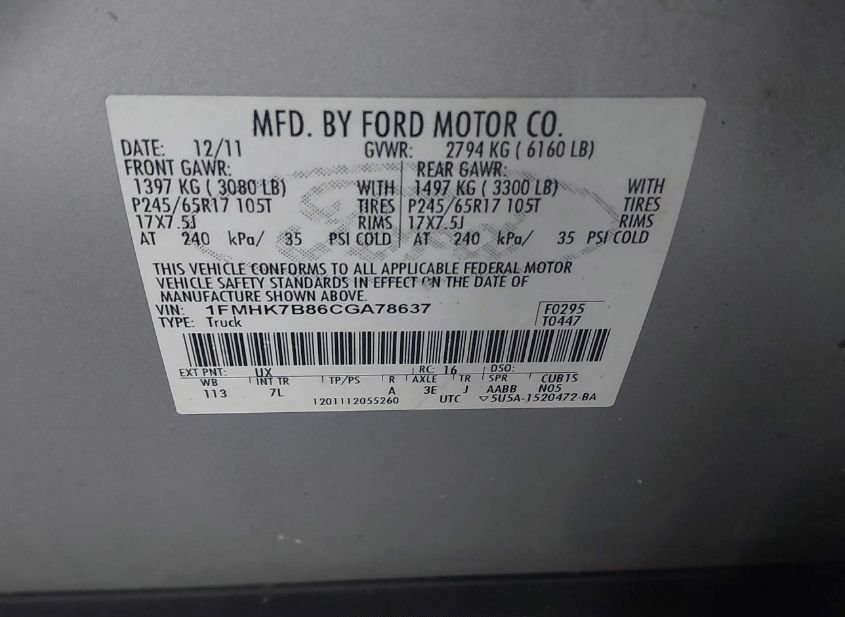 MFD. BY FORD MOTOR CO.
DATE: 12/11 GVWR: 2794 KG ( 6160 LB)
FRONT GAWR: REAR GAWR:
1397 KG ( 3080 LB) WITH 1497 KG ( 3300 LB) WITH
P245/65R17 105T TIRES P245/65R17 105T TIRES
17X7.5J RIMS 17X7.5J RIMS
AT 240 kPa/ 35 PSI COLD AT 240 kPa/ 35 PSI COLD
THIS VEHICLE CONFORMS TO ALL APPLICABLE FEDERAL MOTOR
VEHICLE SAFETY STANDARDS IN EFFECT ON THE DATE OF
MANUFACTURE SHOWN ABOVE.
VIN: 1FMHK7B86CGA78637 F0295
TYPE: Truck T0447
EXT PNT: UX RC: 16 DSO:
WB INT TR TP/PS R AXLE TR SPR CUBTS
113 7L A 3E J AABB N05
1201112055260 UTC ▽5U5A-1520472-BA